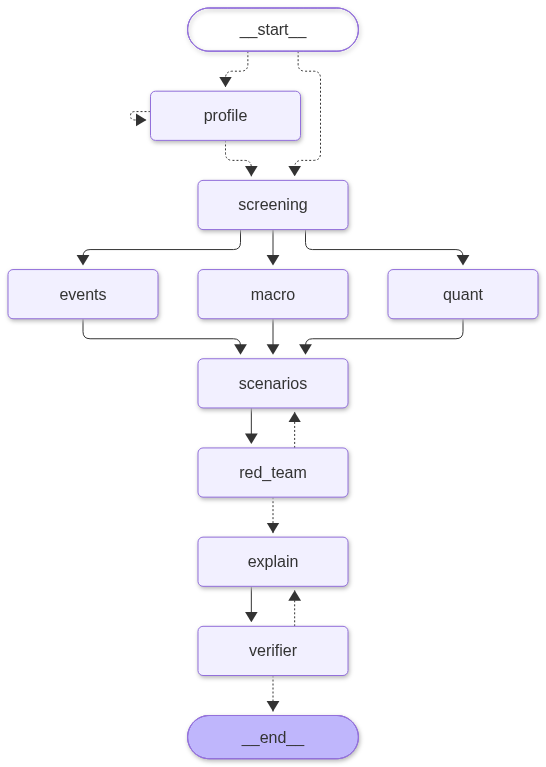 __start__
profile
screening
events
macro
quant
scenarios
red_team
explain
verifier
__end__